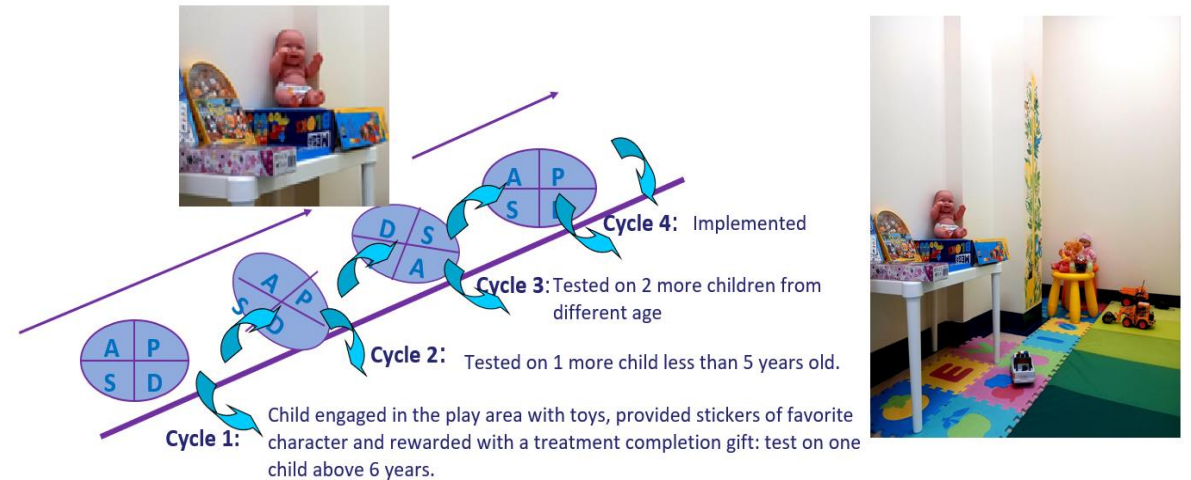 A P
S D
Cycle 1:
Child engaged in the play area with toys, provided stickers of favorite
character and rewarded with a treatment completion gift: test on one
child above 6 years.
A P
S D
Cycle 2:
Tested on 1 more child less than 5 years old.
D S
A
Cycle 3:
Tested on 2 more children from
different age
A P
S D
Cycle 4:
Implemented
E